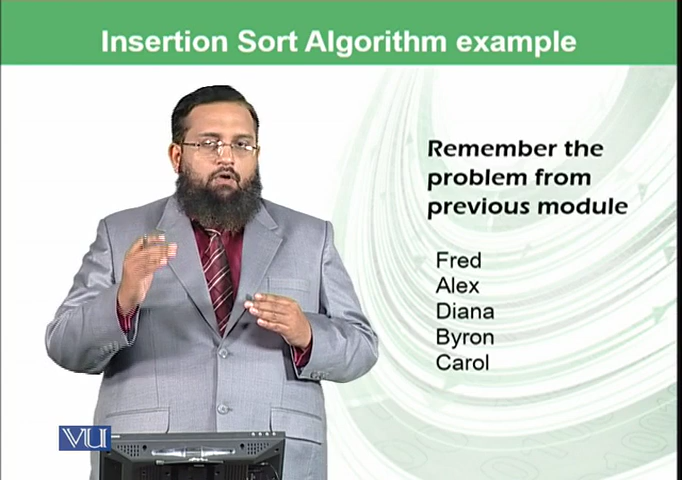 Insertion Sort Algorithm example
Remember the
problem from
previous module
Fred
Alex
Diana
Byron
Carol
VU